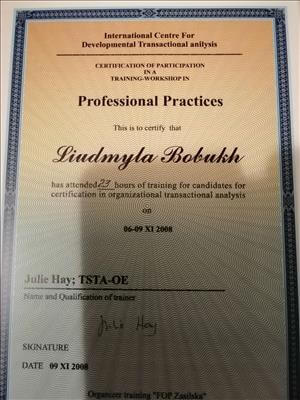 International Centre For
Developmental Transactional anilysis
CERTIFICATION OF PARTICIPATION
IN A
TRAINING-WORKSHOP IN
Professional Practices
This is to certify that
Liudmyla Bobukh
has attended 23 hours of training for candidates for
certification in organizational transactional analysis
on
06-09 XI 2008
Julie Hay; TSTA-OE
Name and Qualification of trainer
Julie Hay
SIGNATURE
DATE 09 XI 2008
Organizer training "FOP Zasilska"